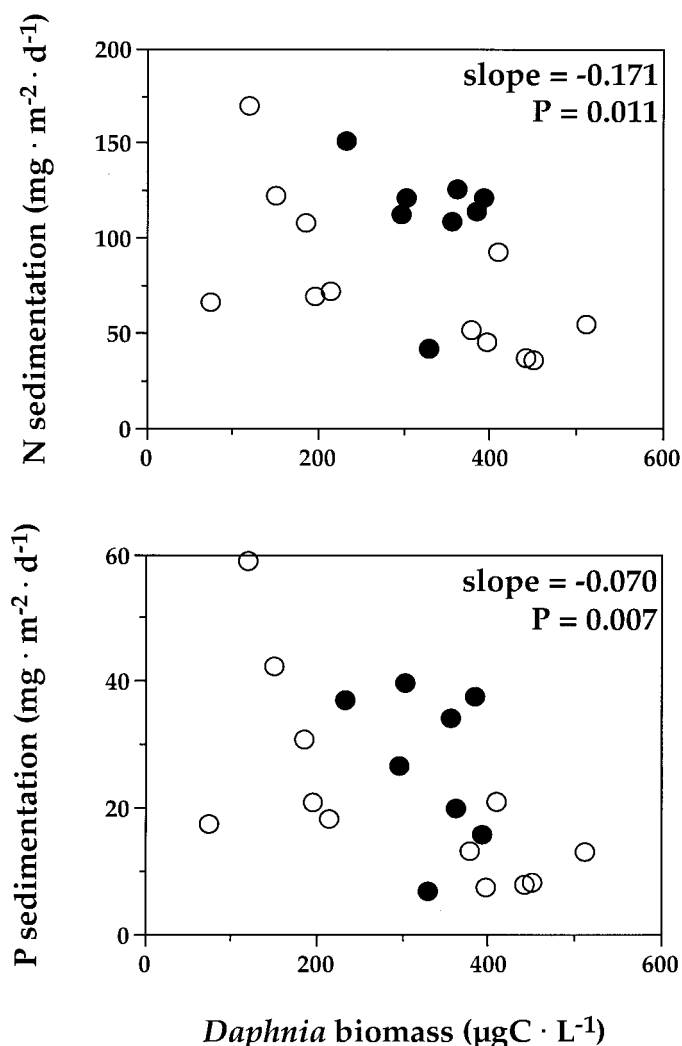 N sedimentation (mg · m⁻² · d⁻¹)
200
150
100
50
0
slope = -0.171
P = 0.011
0
200
400
600
P sedimentation (mg · m⁻² · d⁻¹)
60
40
20
0
slope = -0.070
P = 0.007
0
200
400
600
Daphnia biomass (µgC · L⁻¹)